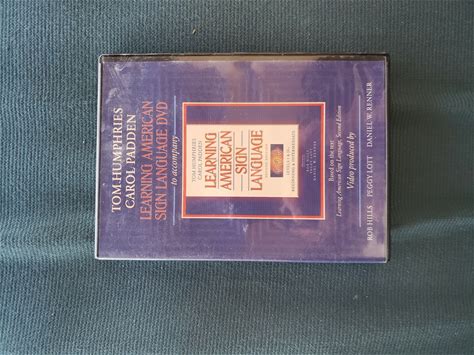 TOM HUMPHRIES
CAROL PADDEN
LEARNING AMERICAN
SIGN LANGUAGE DVD
to accompany
TOM HUMPHRIES
CAROL PADDEN
LEARNING
AMERICAN
SIGN
LANGUAGE
Based on the text
Learning American Sign Language, Second Edition
Video produced by
ROB HILLS PEGGY LOTT DANIEL W. RENNER